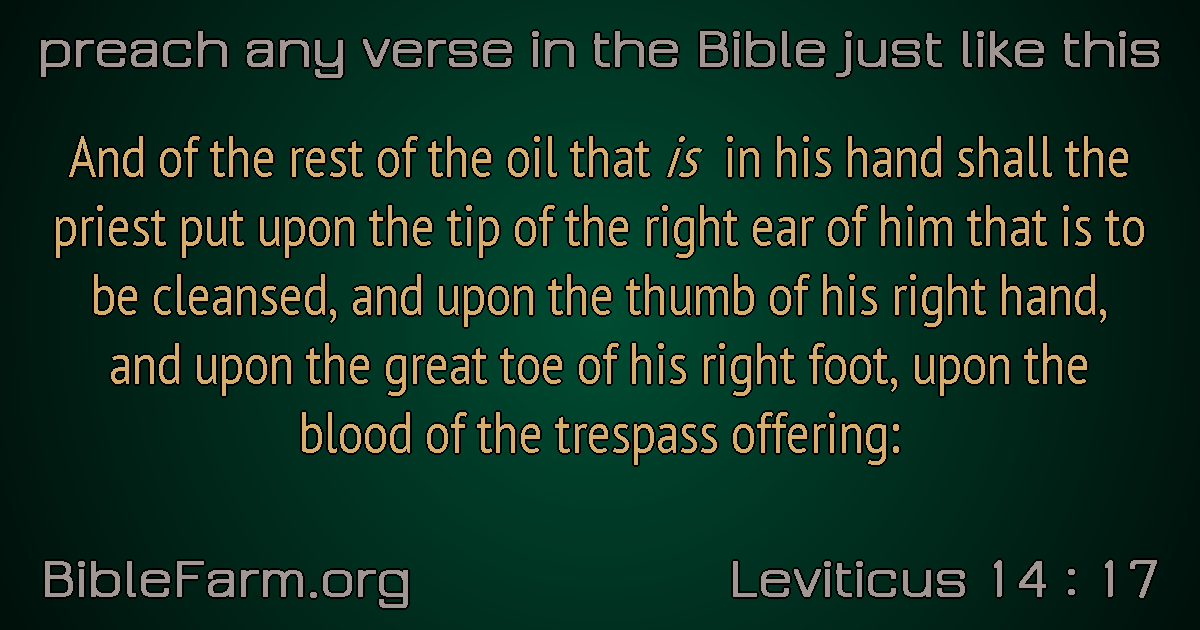 preach any verse in the Bible just like this
And of the rest of the oil that is in his hand shall the
priest put upon the tip of the right ear of him that is to
be cleansed, and upon the thumb of his right hand,
and upon the great toe of his right foot, upon the
blood of the trespass offering:
BibleFarm.org
Leviticus 14 : 17